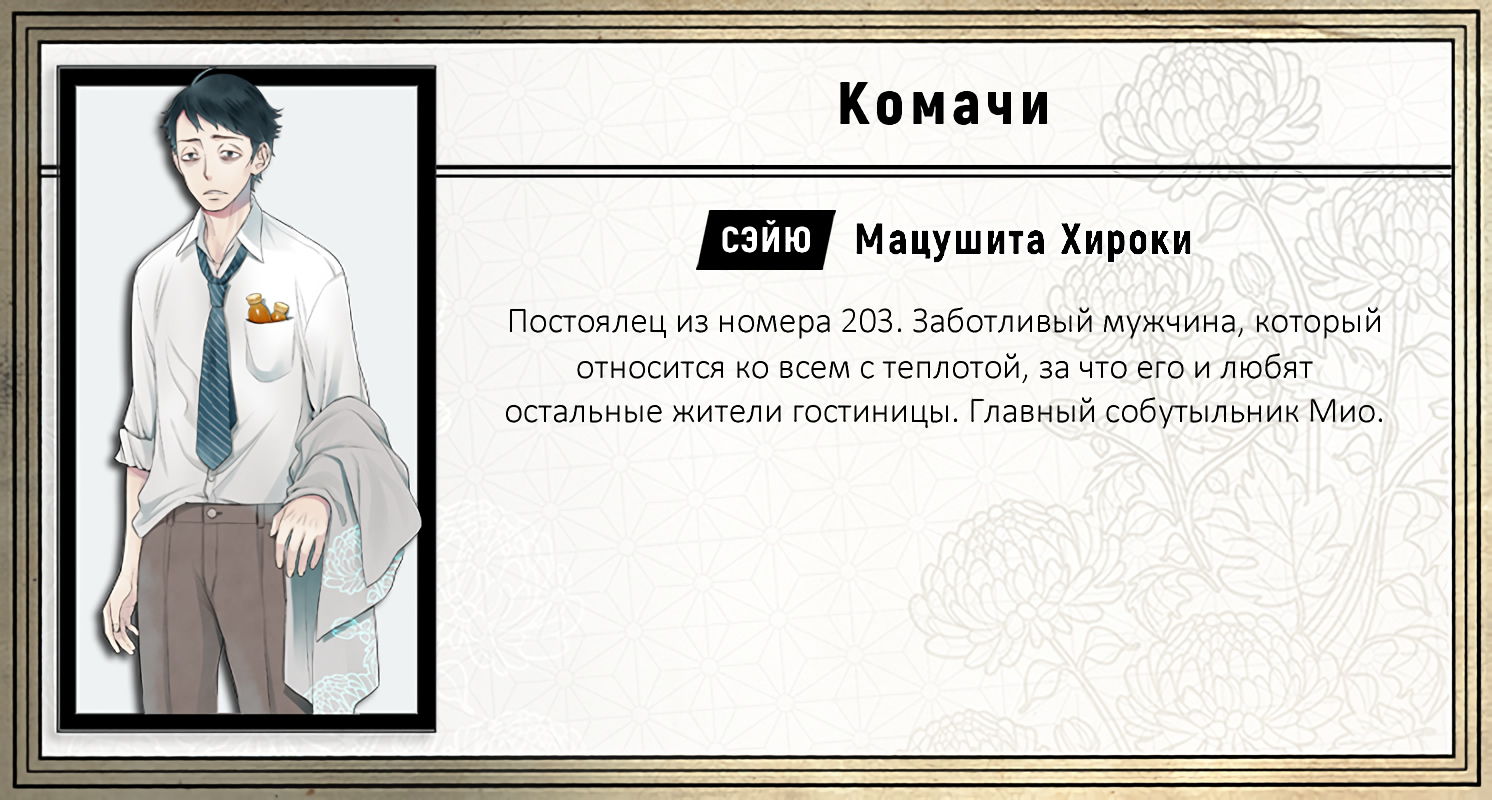 Комачи
СЭЙЮ Мацушита Хироки
Постоялец из номера 203. Заботливый мужчина, который
относится ко всем с теплотой, за что его и любят
остальные жители гостиницы. Главный собутыльник Мио.